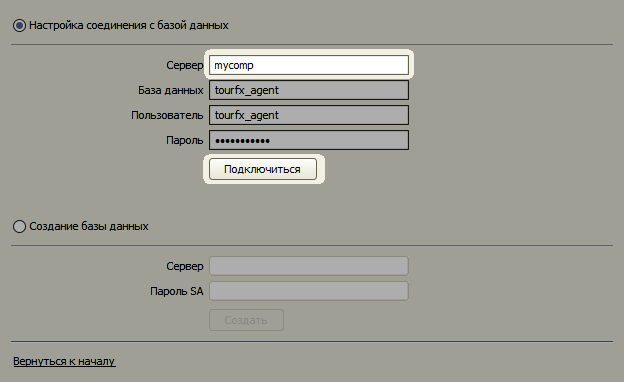 Настройка соединения с базой данных
Сервер mycomp
База данных tourfx_agent
Пользователь tourfx_agent
Пароль •••••••••••
Подключиться
Создание базы данных
Сервер
Пароль SA
Создать
Вернуться к началу